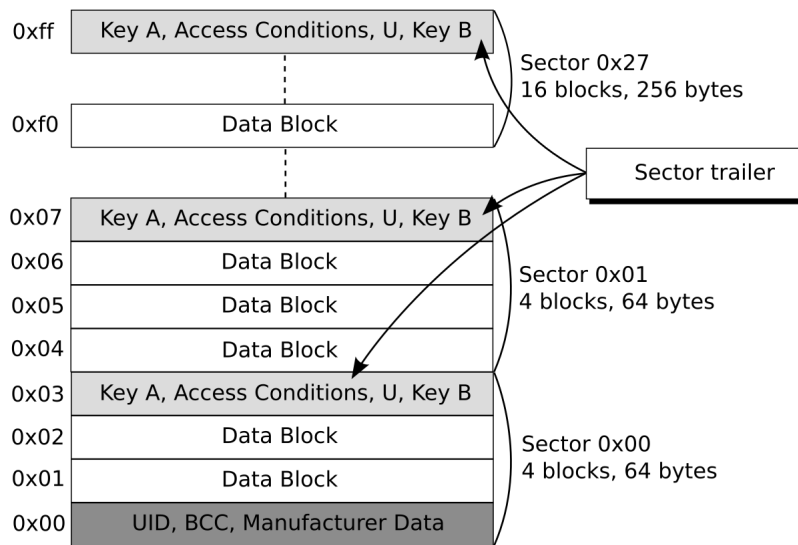 0xff Key A, Access Conditions, U, Key B
Sector 0x27
16 blocks, 256 bytes
0xf0 Data Block
Sector trailer
0x07 Key A, Access Conditions, U, Key B
0x06 Data Block
Sector 0x01
4 blocks, 64 bytes
0x05 Data Block
0x04 Data Block
0x03 Key A, Access Conditions, U, Key B
0x02 Data Block
Sector 0x00
4 blocks, 64 bytes
0x01 Data Block
0x00 UID, BCC, Manufacturer Data